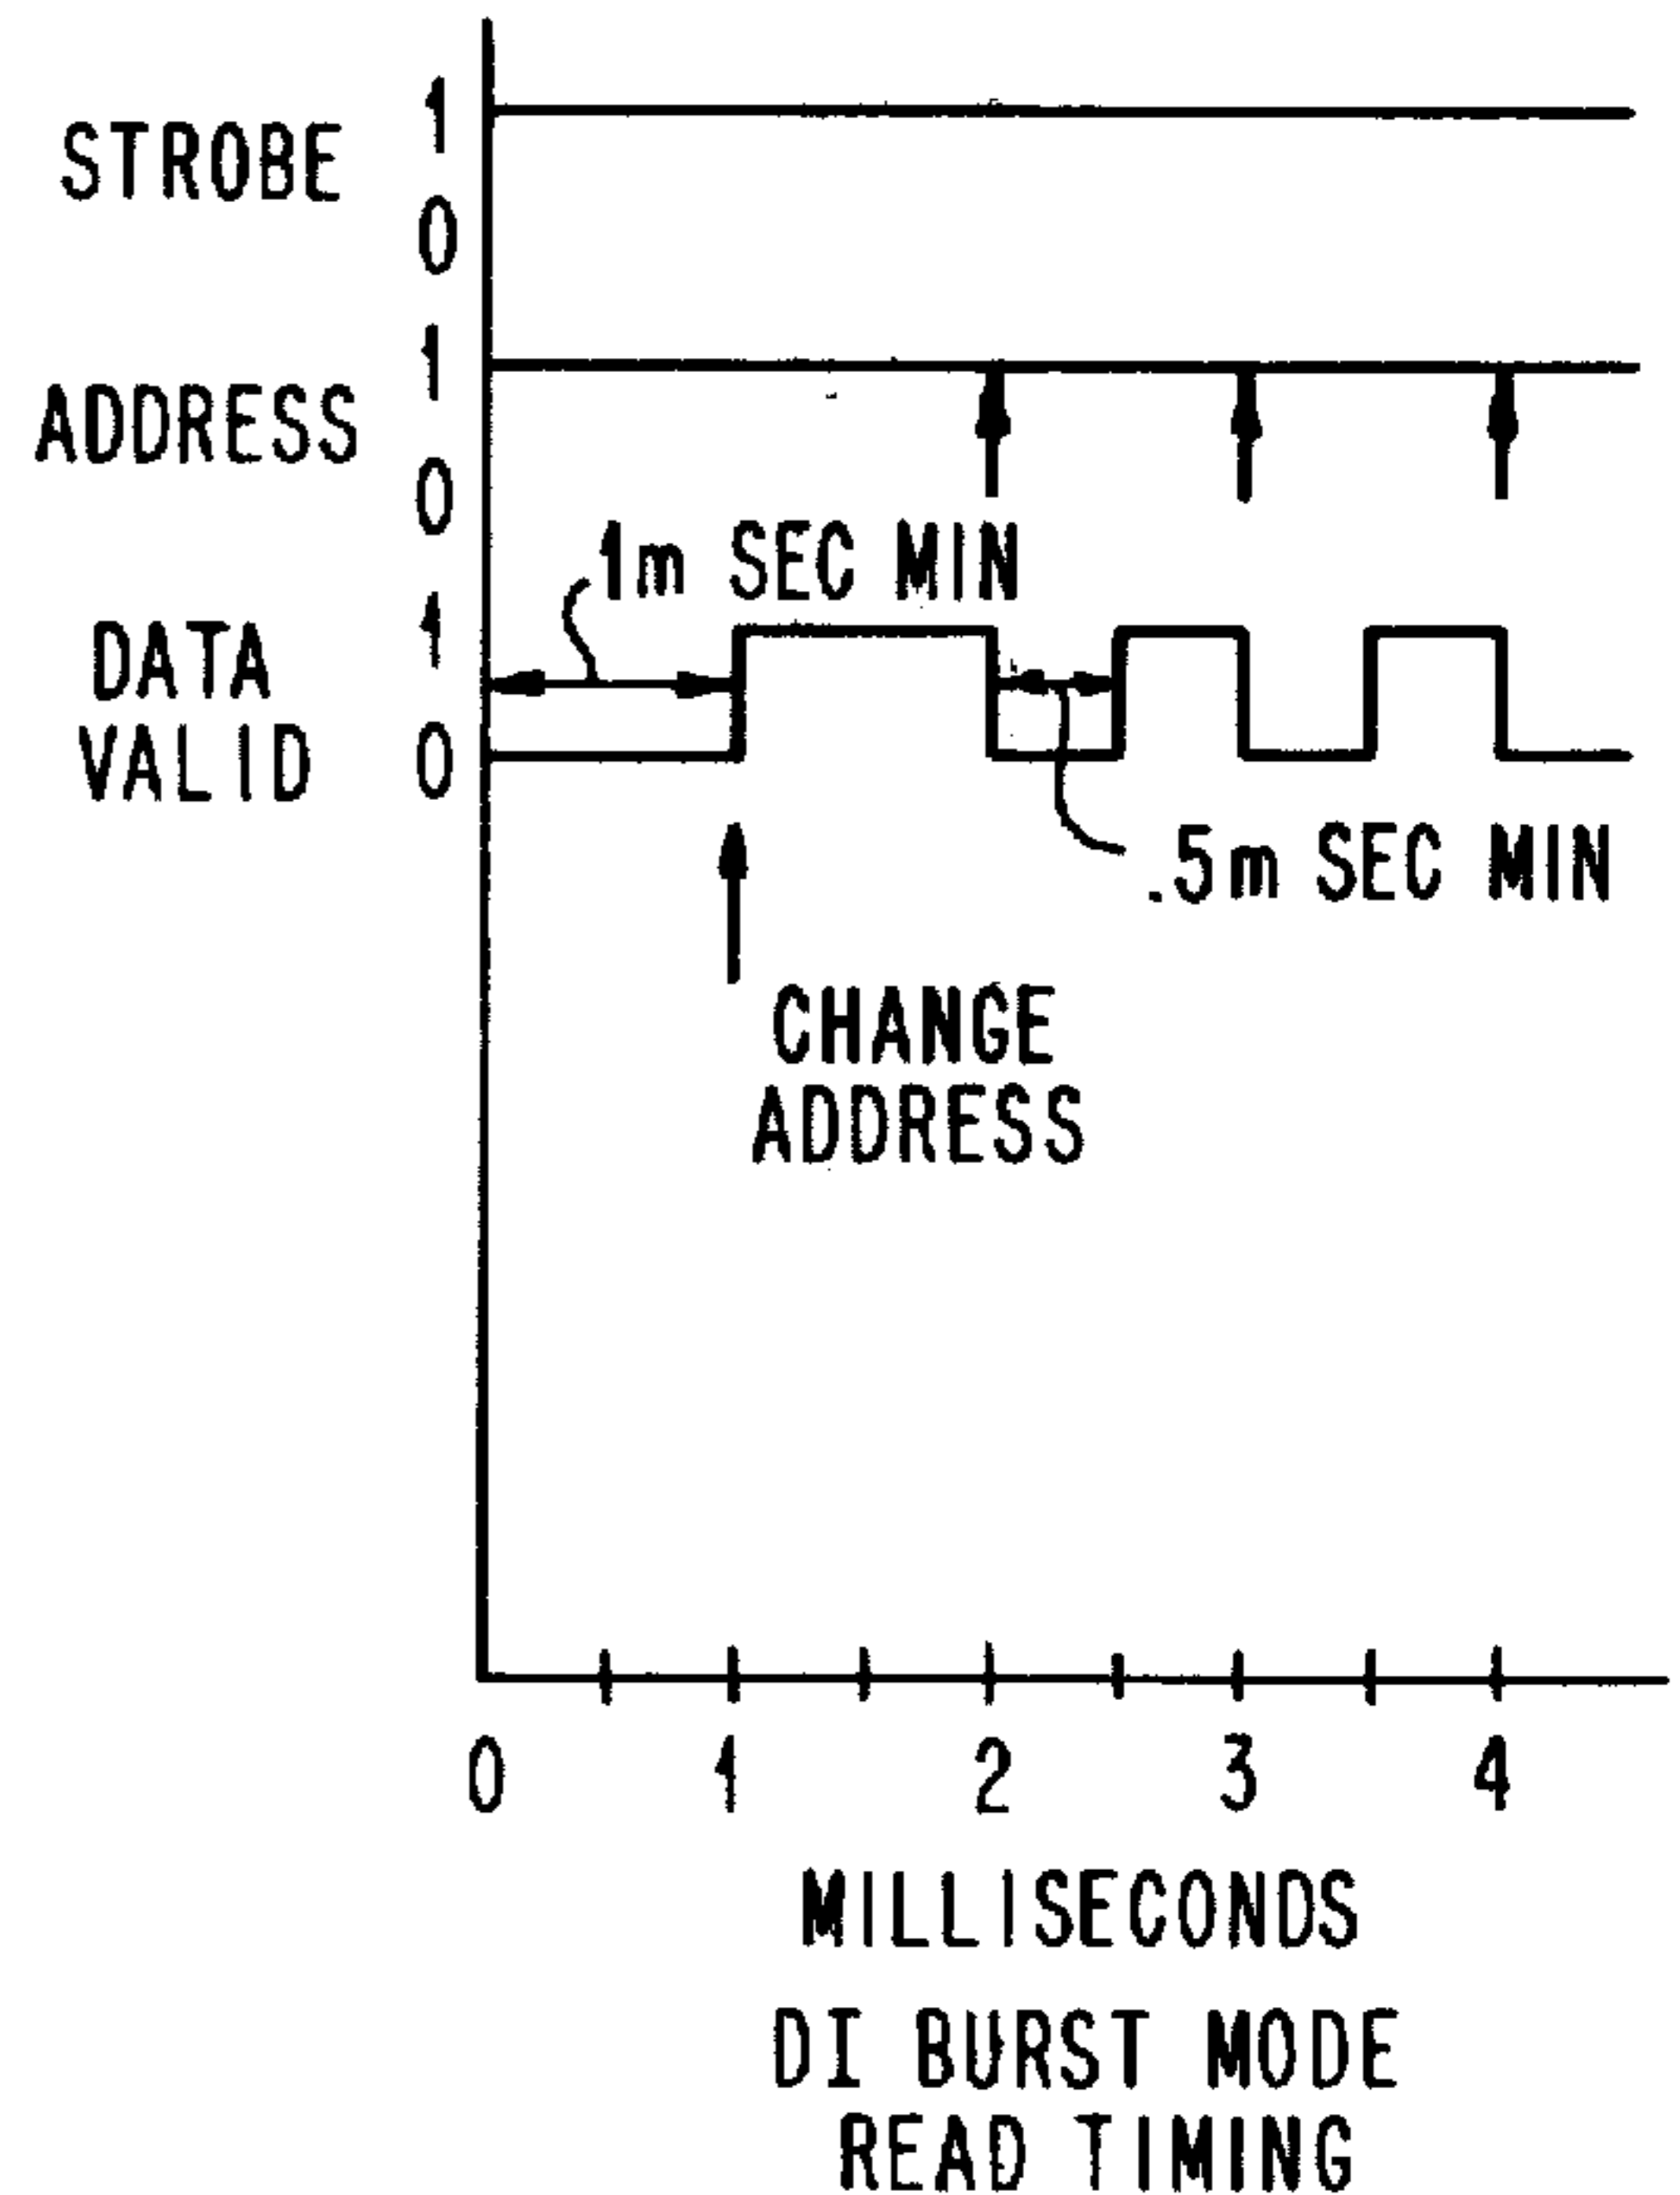 STROBE
1
0
ADDRESS
1
0
1m SEC MIN
DATA
VALID
1
0
.5m SEC MIN
CHANGE
ADDRESS
0 1 2 3 4
MILLISECONDS
DI BURST MODE
READ TIMING